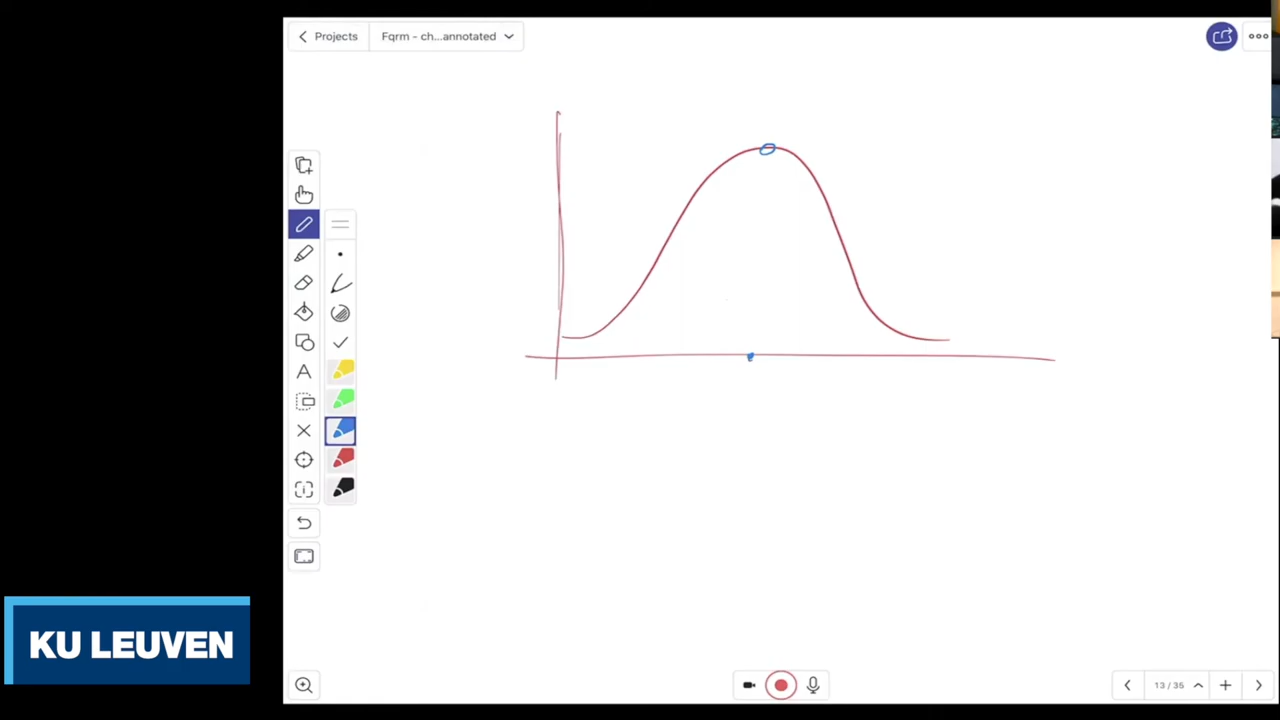 Projects
Fqrm - ch...annotated
A
KU LEUVEN
13 / 35